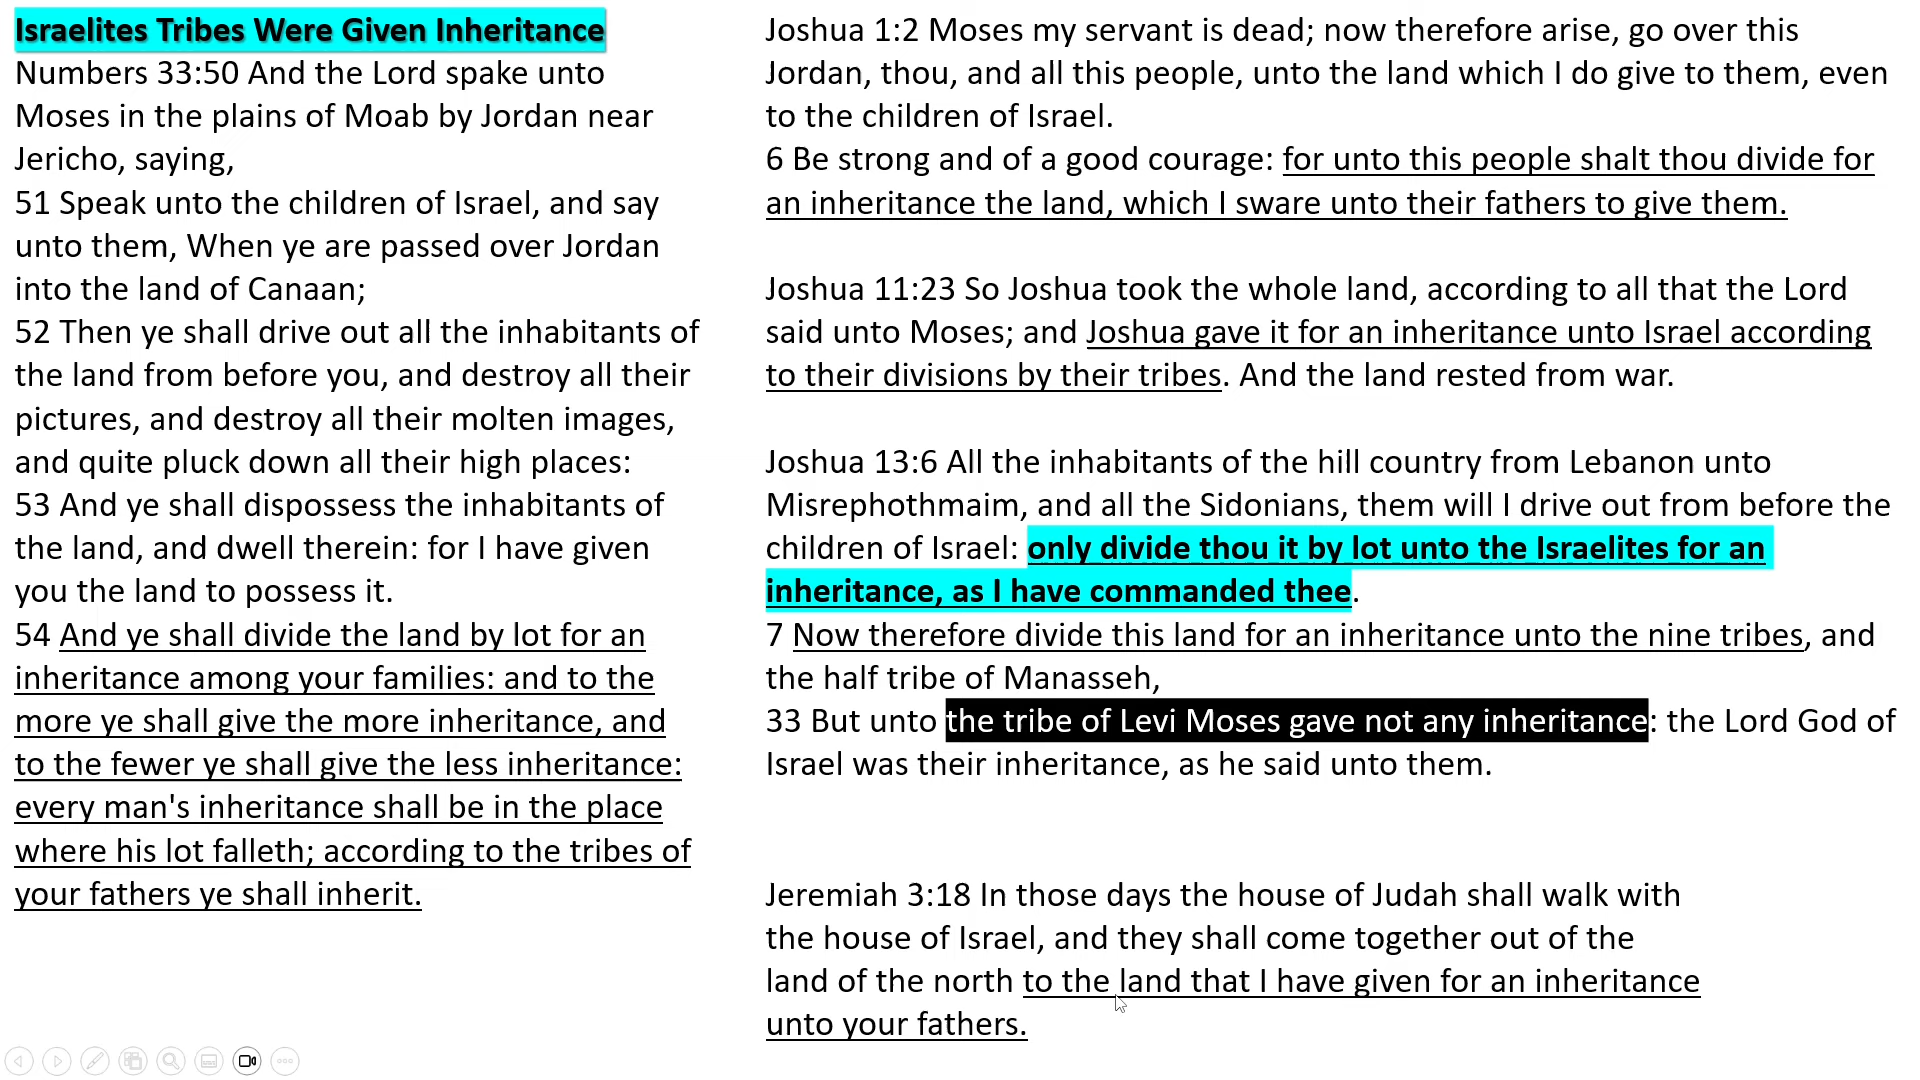 Israelites Tribes Were Given Inheritance
Numbers 33:50 And the Lord spake unto
Moses in the plains of Moab by Jordan near
Jericho, saying,
51 Speak unto the children of Israel, and say
unto them, When ye are passed over Jordan
into the land of Canaan;
52 Then ye shall drive out all the inhabitants of
the land from before you, and destroy all their
pictures, and destroy all their molten images,
and quite pluck down all their high places:
53 And ye shall dispossess the inhabitants of
the land, and dwell therein: for I have given
you the land to possess it.
54 And ye shall divide the land by lot for an
inheritance among your families: and to the
more ye shall give the more inheritance, and
to the fewer ye shall give the less inheritance:
every man's inheritance shall be in the place
where his lot falleth; according to the tribes of
your fathers ye shall inherit.
Joshua 1:2 Moses my servant is dead; now therefore arise, go over this
Jordan, thou, and all this people, unto the land which I do give to them, even
to the children of Israel.
6 Be strong and of a good courage: for unto this people shalt thou divide for
an inheritance the land, which I sware unto their fathers to give them.
Joshua 11:23 So Joshua took the whole land, according to all that the Lord
said unto Moses; and Joshua gave it for an inheritance unto Israel according
to their divisions by their tribes. And the land rested from war.
Joshua 13:6 All the inhabitants of the hill country from Lebanon unto
Misrephothmaim, and all the Sidonians, them will I drive out from before the
children of Israel: only divide thou it by lot unto the Israelites for an
inheritance, as I have commanded thee.
7 Now therefore divide this land for an inheritance unto the nine tribes, and
the half tribe of Manasseh,
33 But unto the tribe of Levi Moses gave not any inheritance: the Lord God of
Israel was their inheritance, as he said unto them.
Jeremiah 3:18 In those days the house of Judah shall walk with
the house of Israel, and they shall come together out of the
land of the north to the land that I have given for an inheritance
unto your fathers.